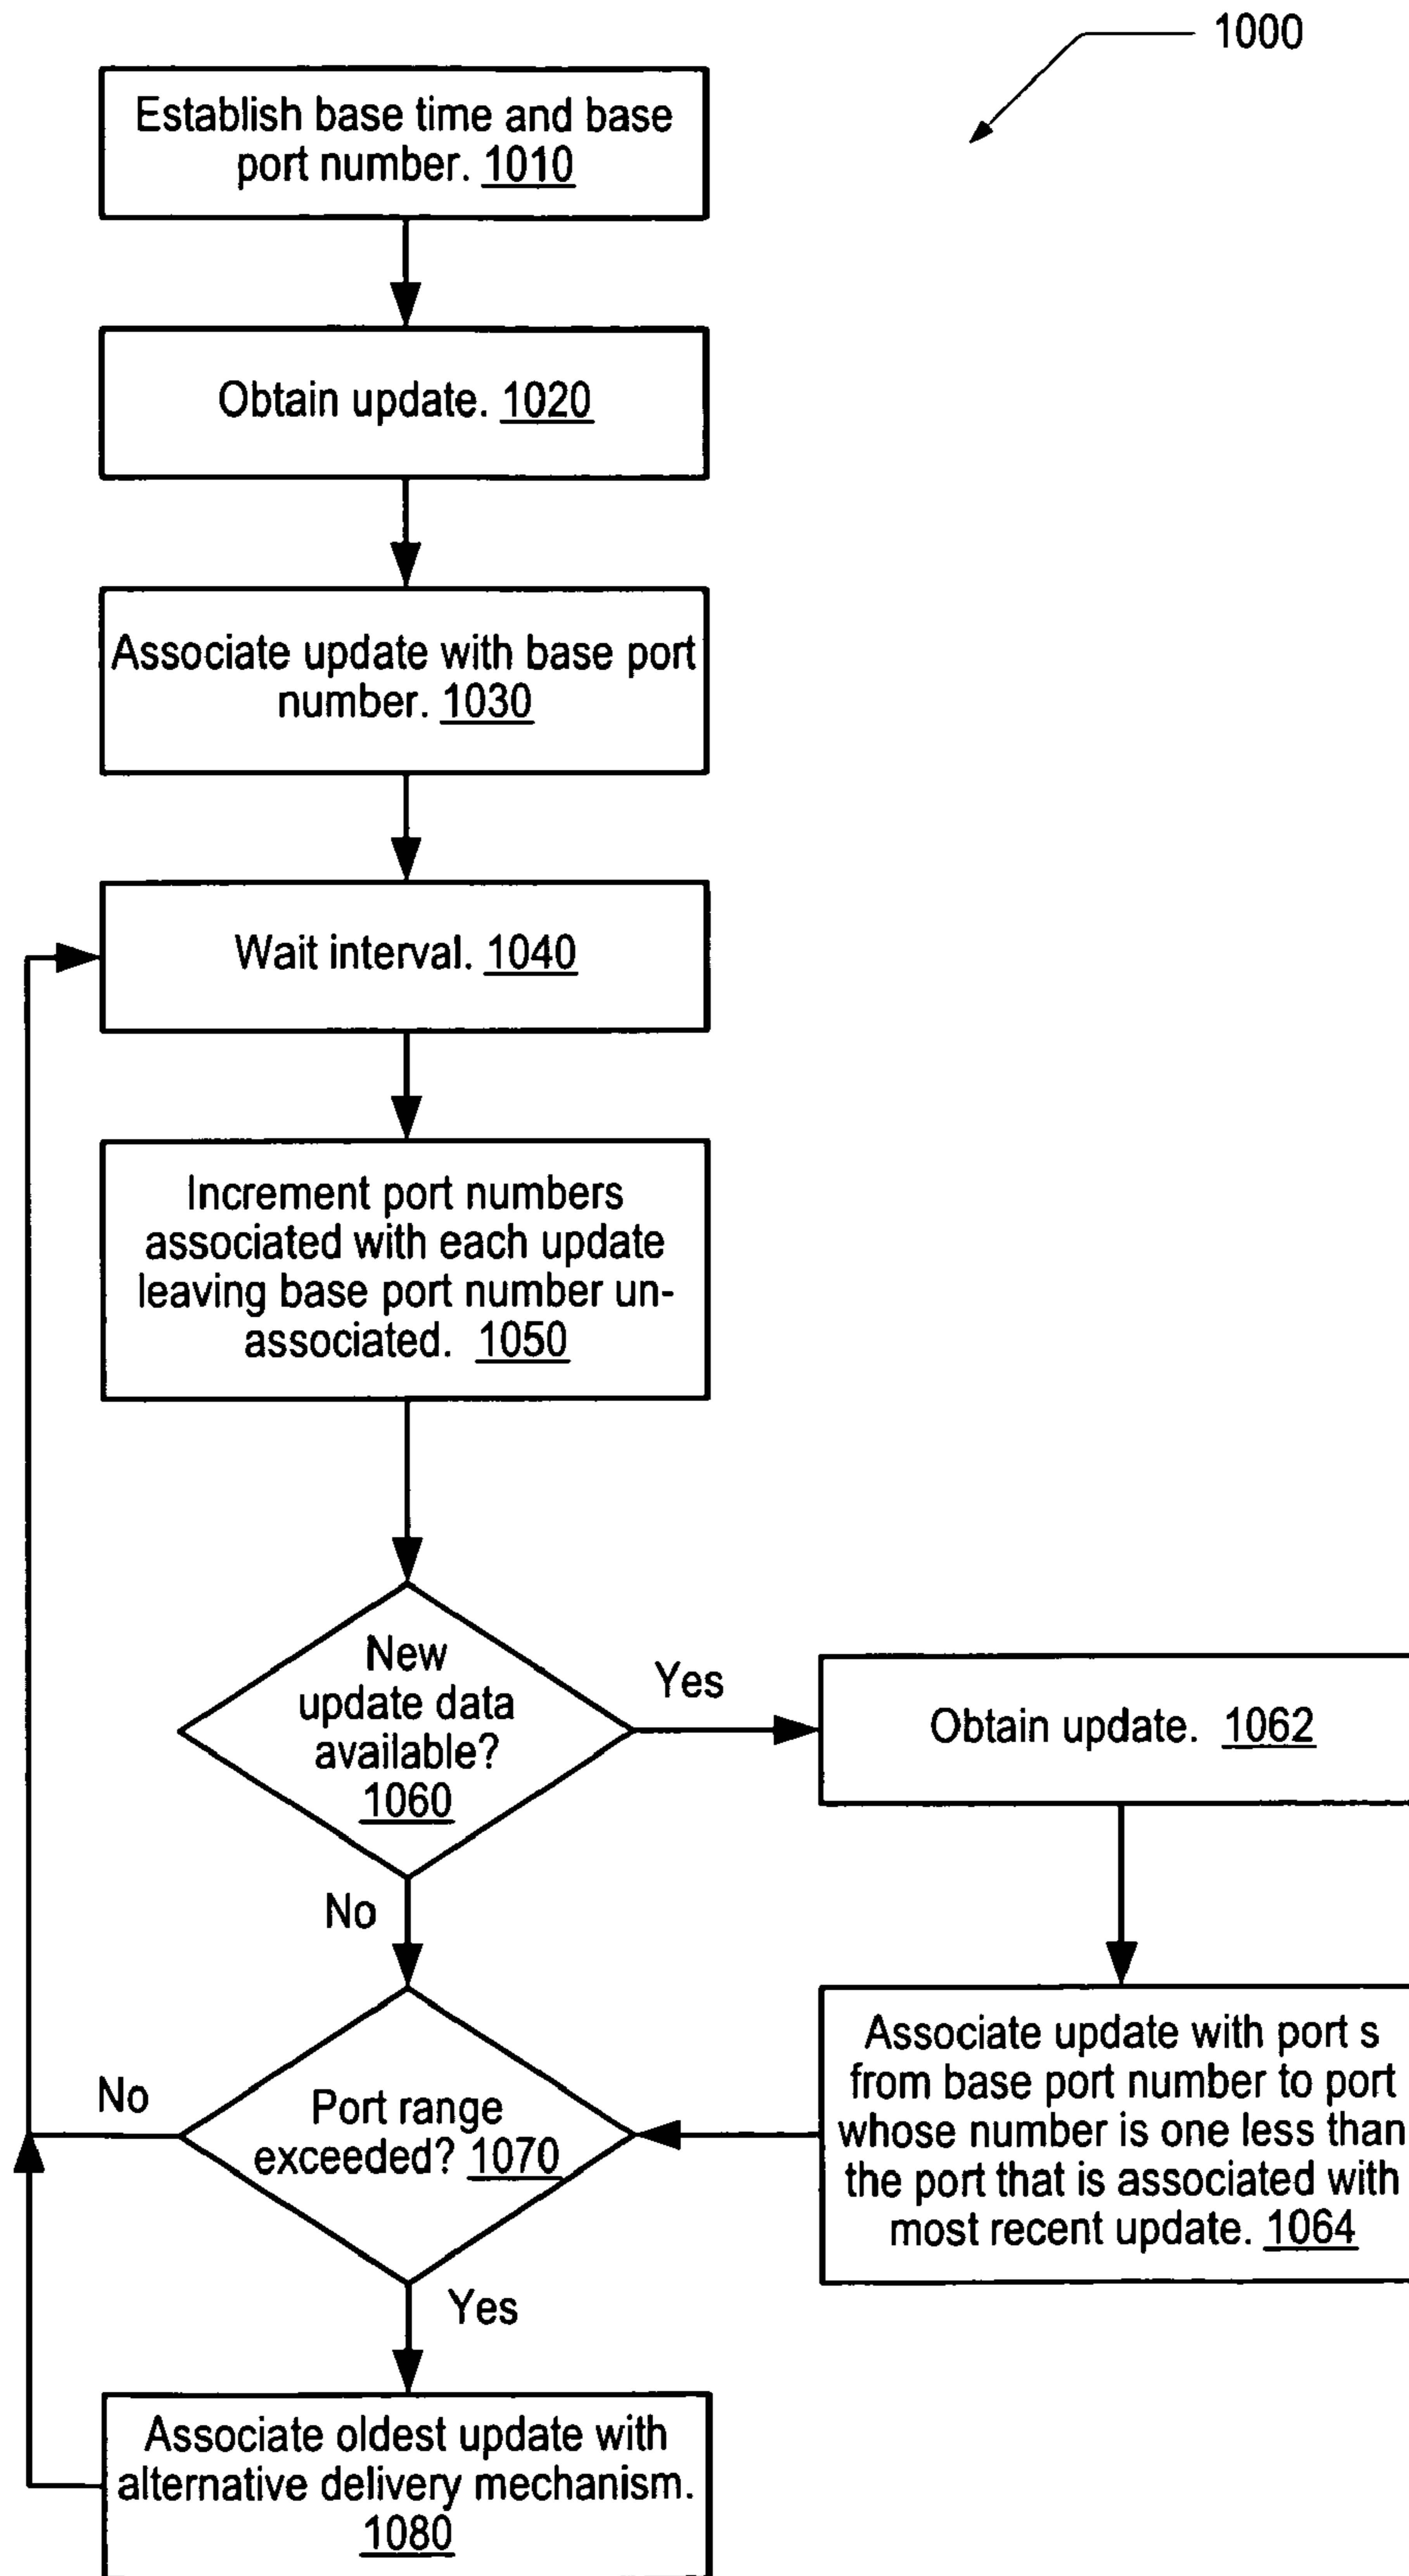 1000
Establish base time and base
port number. 1010
Obtain update. 1020
Associate update with base port
number. 1030
Wait interval. 1040
Increment port numbers
associated with each update
leaving base port number un-
associated. 1050
New
update data
available?
1060
Yes
Obtain update. 1062
No
Associate update with port s
from base port number to port
whose number is one less than
the port that is associated with
most recent update. 1064
No
Port range
exceeded? 1070
Yes
Associate oldest update with
alternative delivery mechanism.
1080